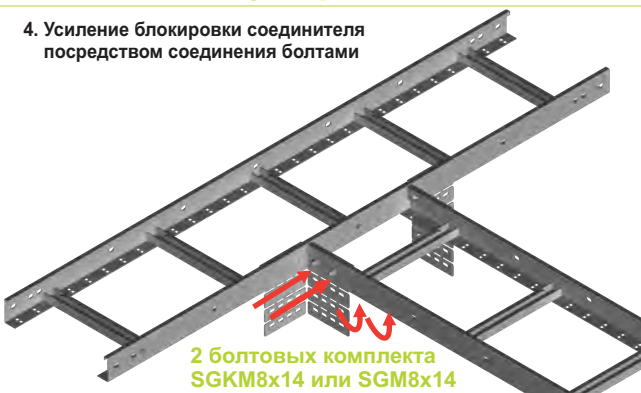 4. Усиление блокировки соединителя
посредством соединения болтами
2 болтовых комплекта
SGKM8x14 или SGM8x14